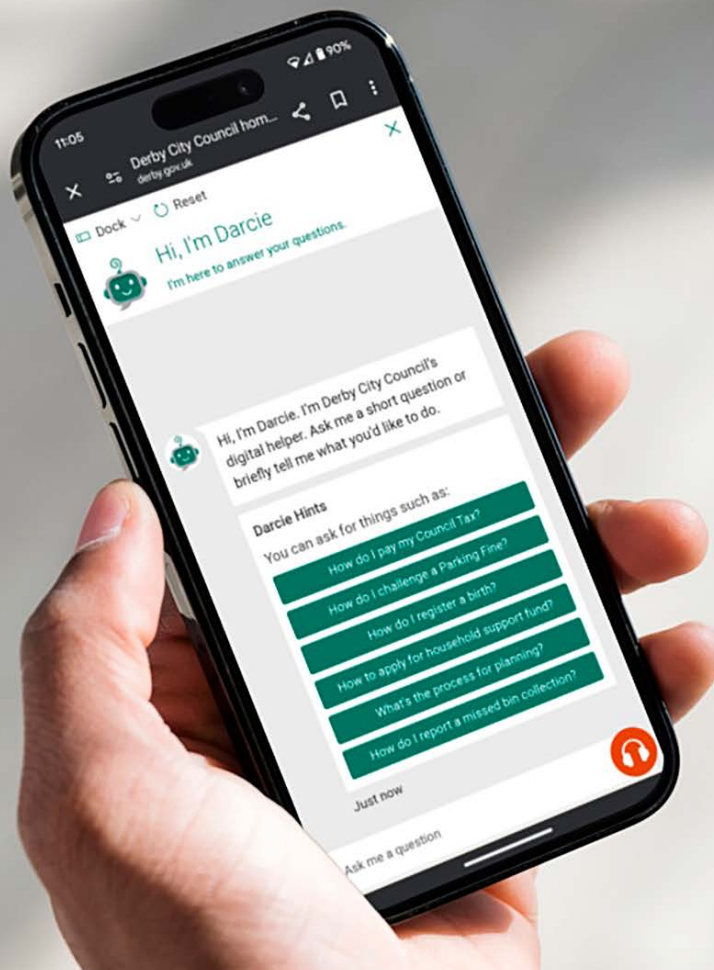 11:05
90%
Derby City Council hom...
derby.gov.uk
Dock
Reset
Hi, I'm Darcie
I'm here to answer your questions.
Hi, I'm Darcie. I'm Derby City Council's
digital helper. Ask me a short question or
briefly tell me what you'd like to do.
Darcie Hints
You can ask for things such as:
How do I pay my Council Tax?
How do I challenge a Parking Fine?
How do I register a birth?
How to apply for household support fund?
What's the process for planning?
How do I report a missed bin collection?
Just now
Ask me a question